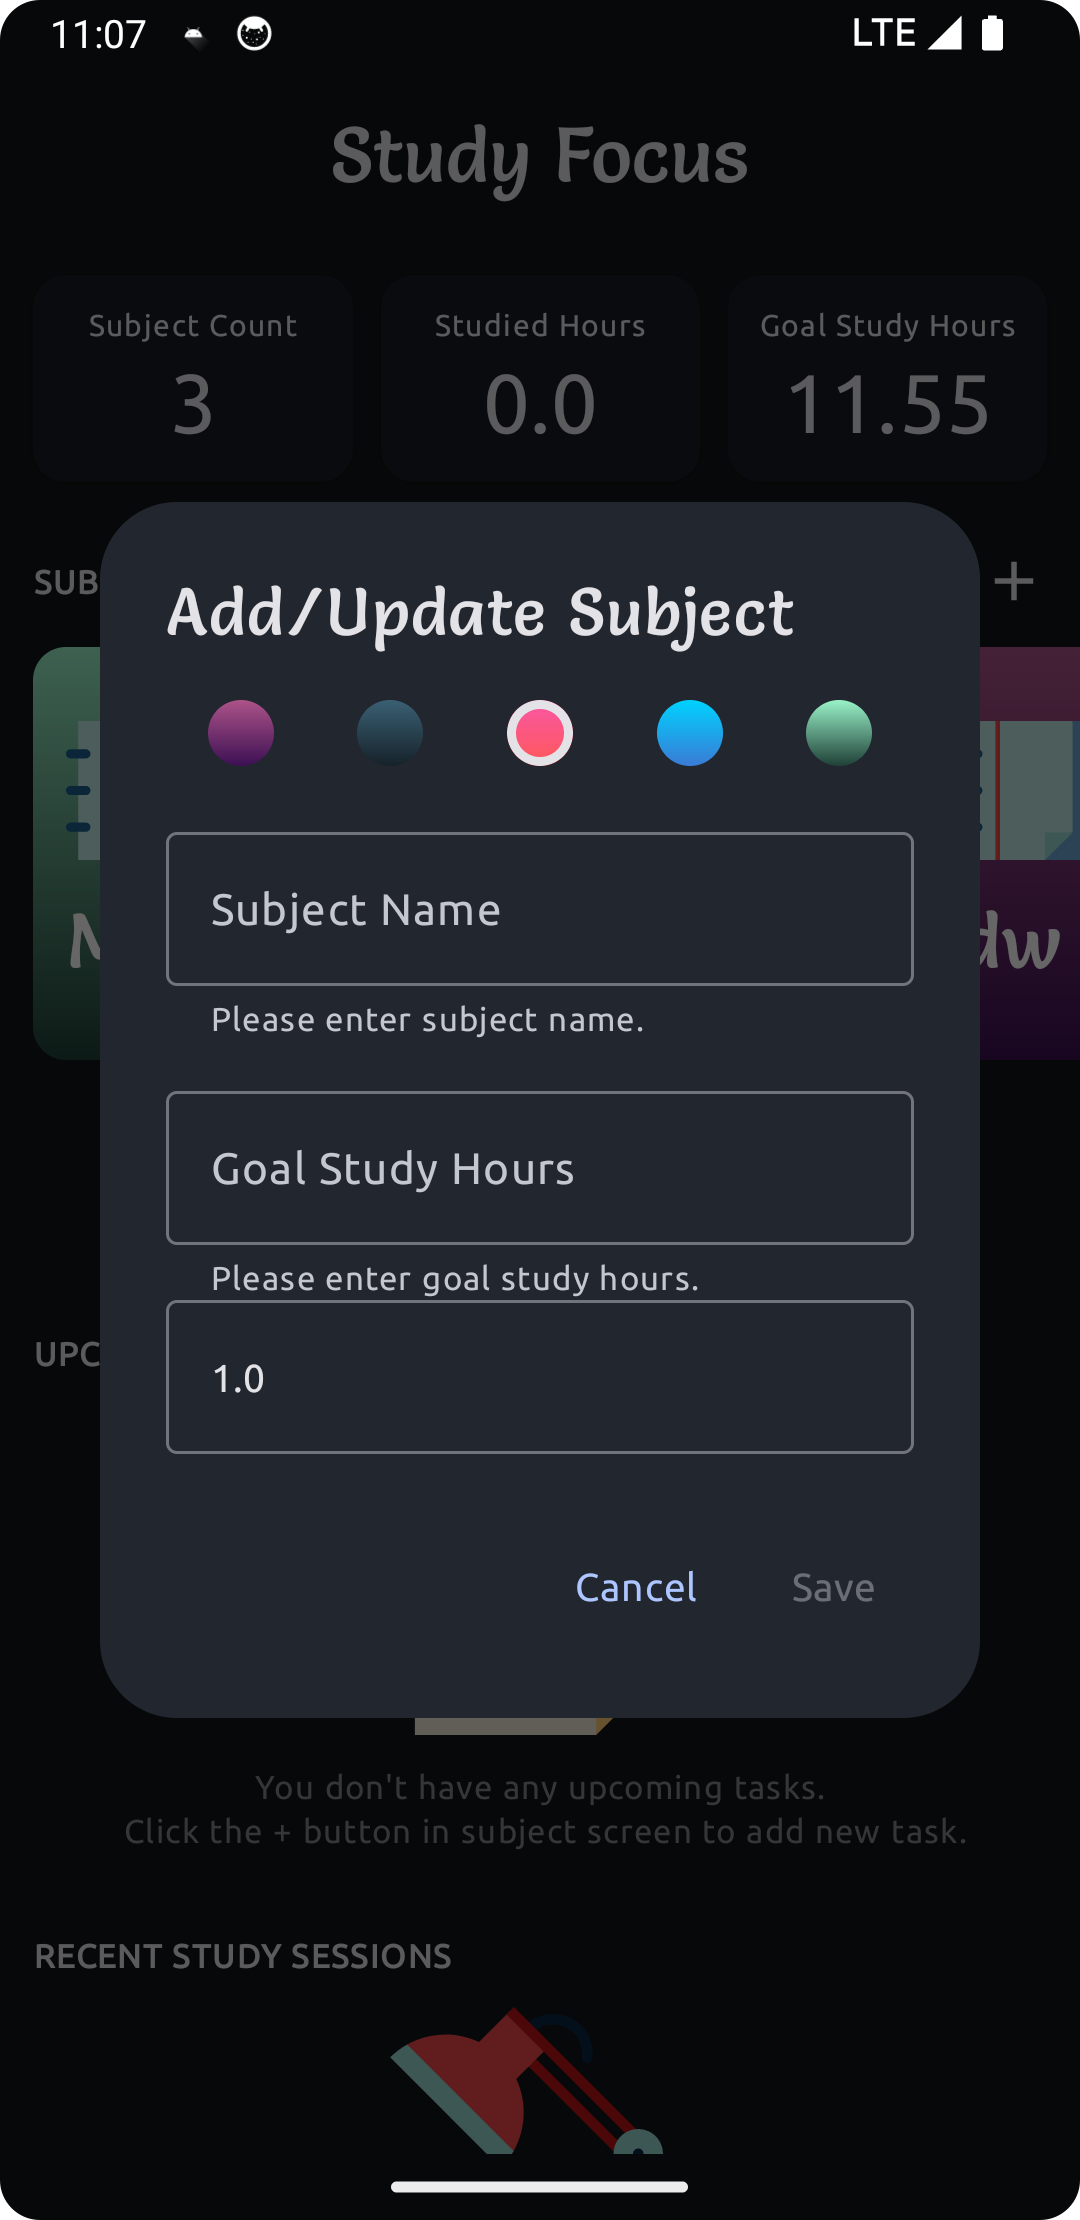 11:07 LTE
Study Focus
Subject Count Studied Hours Goal Study Hours
3 0.0 11.55
SUB
Add/Update Subject
Subject Name
M dw
Please enter subject name.
Goal Study Hours
Please enter goal study hours.
UPC
1.0
Cancel Save
You don't have any upcoming tasks.
Click the + button in subject screen to add new task.
RECENT STUDY SESSIONS